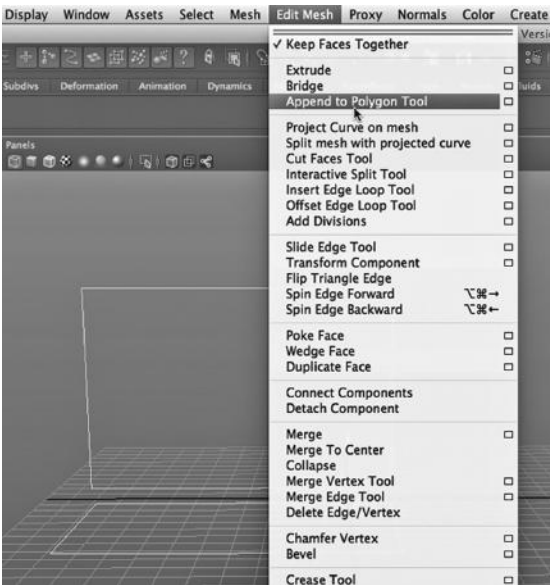 Display Window Assets Select Mesh Edit Mesh Proxy Normals Color Create
Versi
Subdivs Deformation Animation Dynamics
luids
Panels
✓ Keep Faces Together
Extrude
Bridge
Append to Polygon Tool
Project Curve on mesh
Split mesh with projected curve
Cut Faces Tool
Interactive Split Tool
Insert Edge Loop Tool
Offset Edge Loop Tool
Add Divisions
Slide Edge Tool
Transform Component
Flip Triangle Edge
Spin Edge Forward ⌥⌘→
Spin Edge Backward ⌥⌘←
Poke Face
Wedge Face
Duplicate Face
Connect Components
Detach Component
Merge
Merge To Center
Collapse
Merge Vertex Tool
Merge Edge Tool
Delete Edge/Vertex
Chamfer Vertex
Bevel
Crease Tool